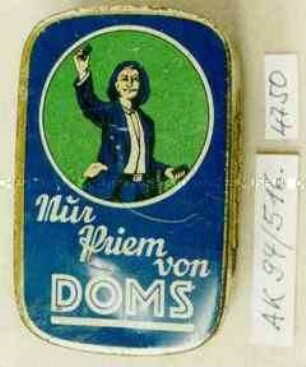 Nur
Priem
von
DOMS
4750
AK 94/516.